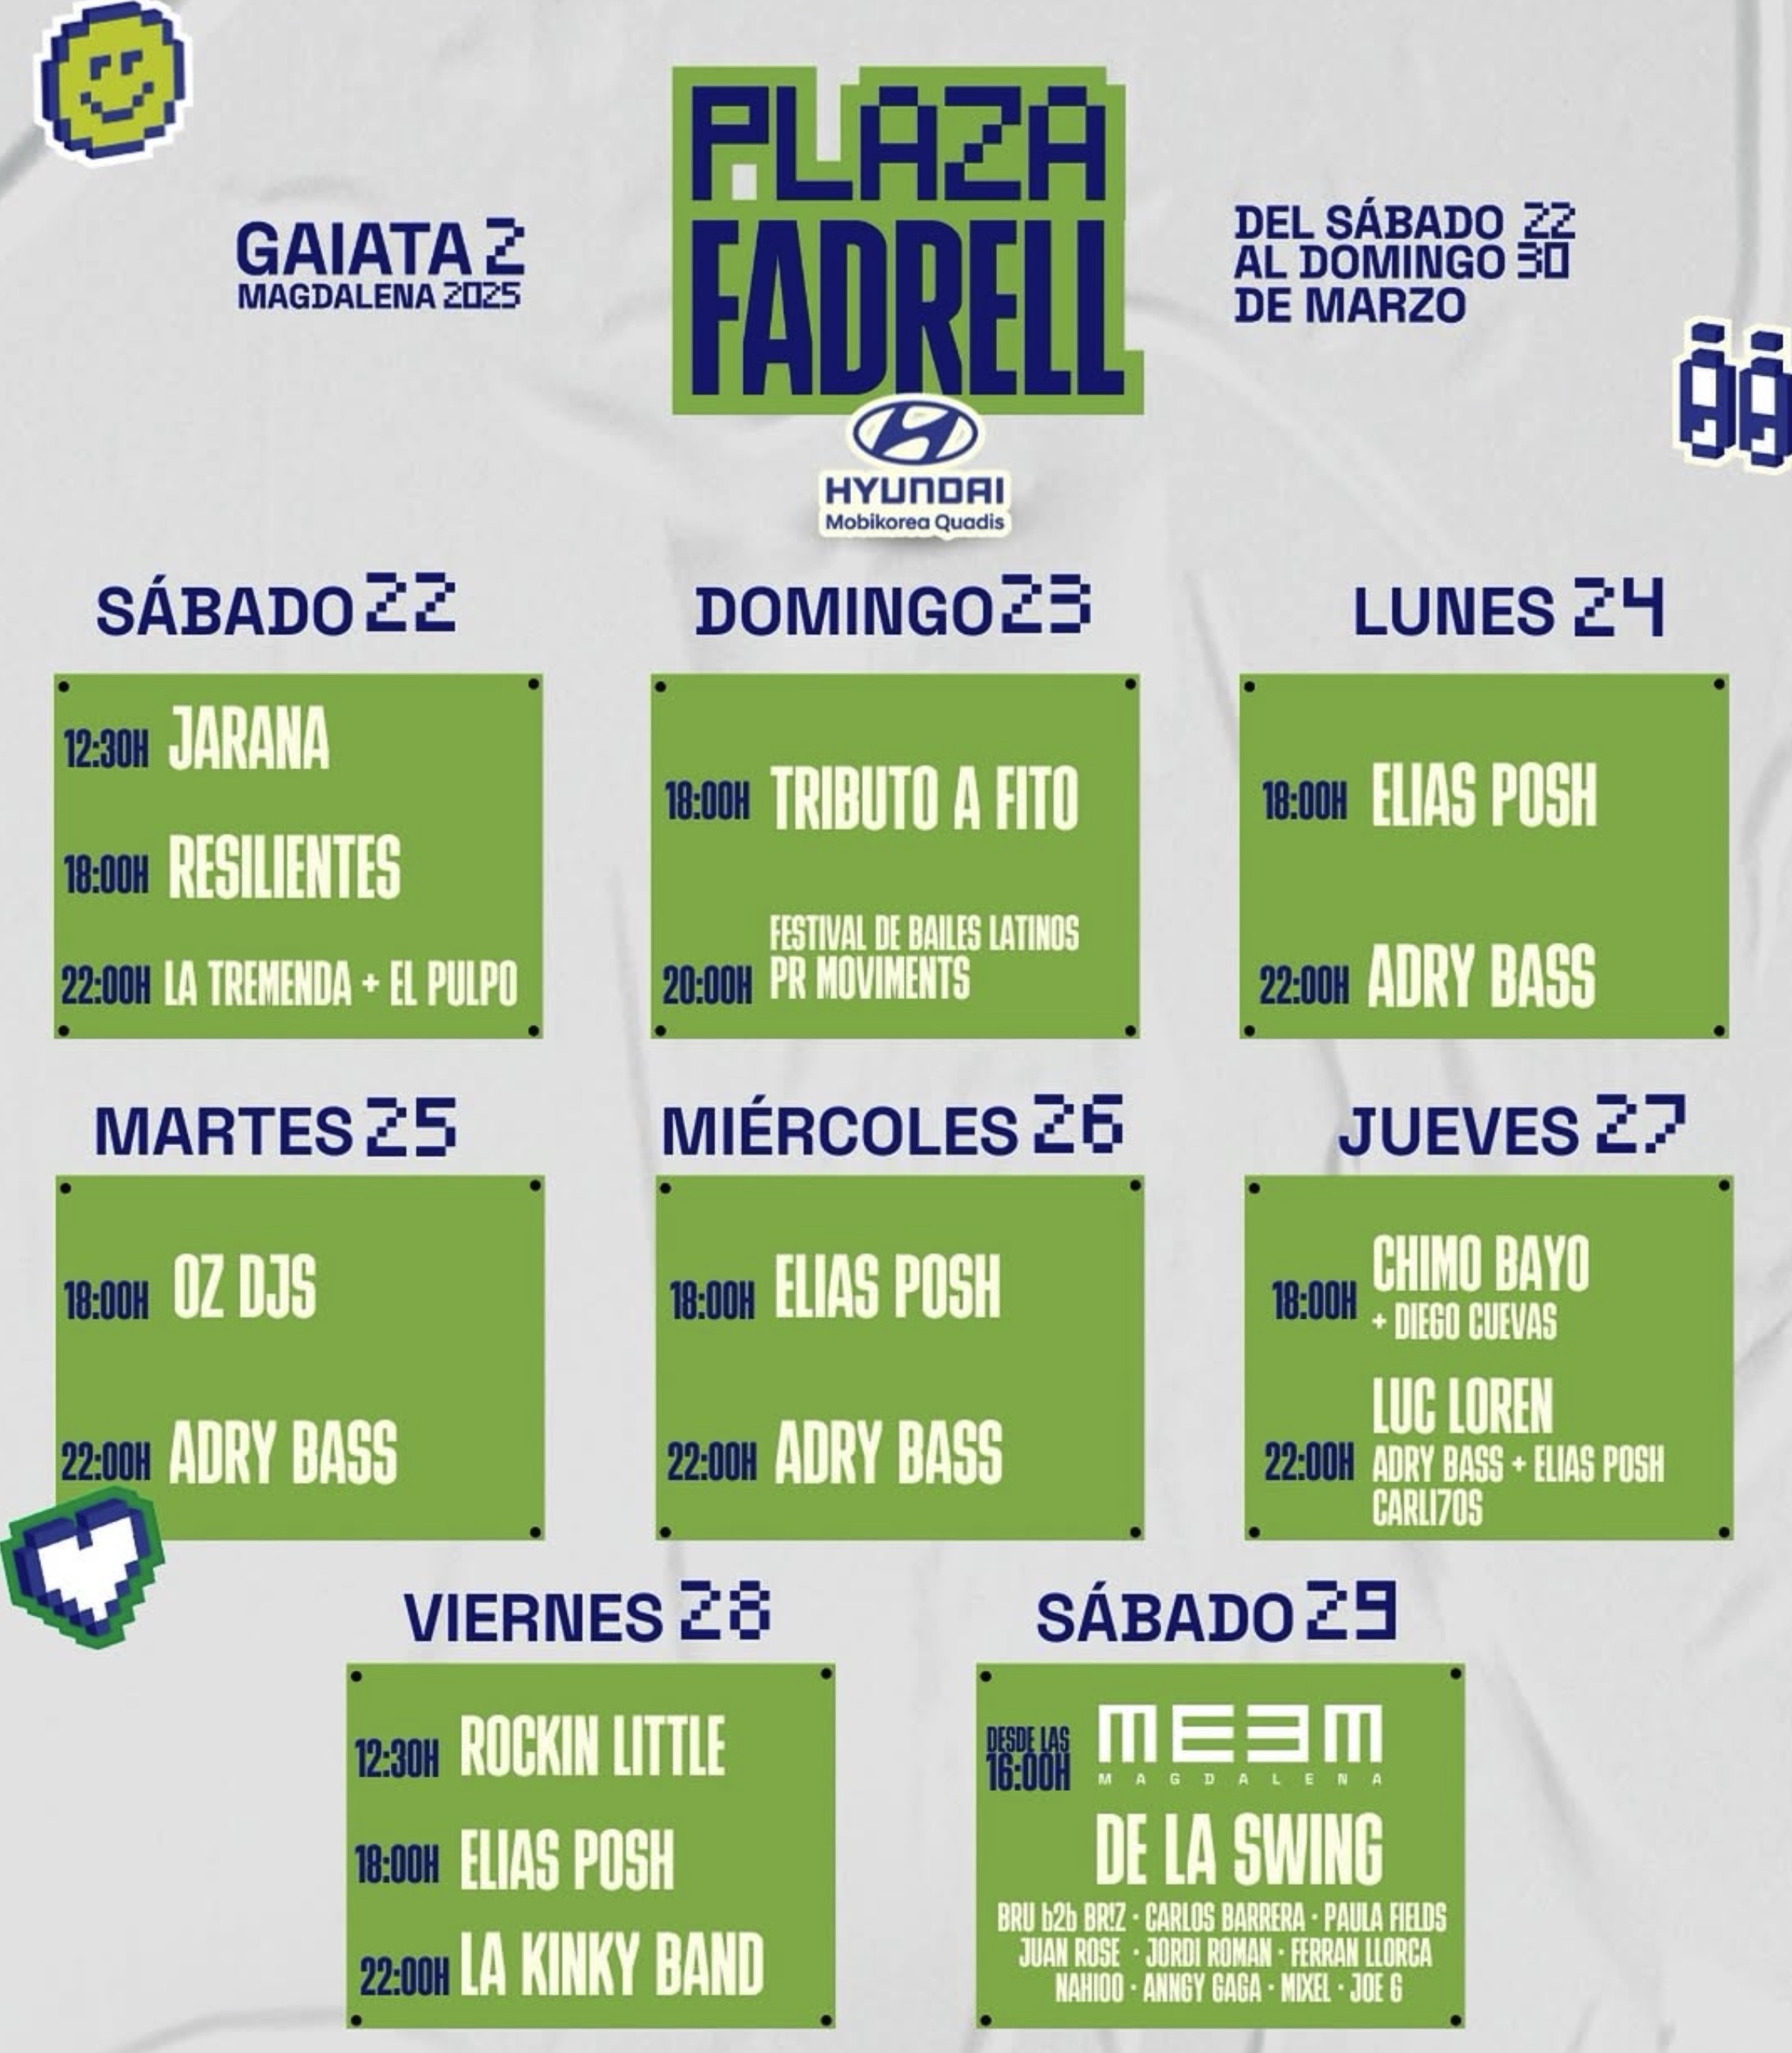 GAIATA 2
MAGDALENA 2025
PLAZA
FADRELL
HYUNDAI
Mobikorea Quadis
DEL SÁBADO 22
AL DOMINGO 30
DE MARZO
SÁBADO 22
12:30H JARANA
18:00H RESILIENTES
22:00H LA TREMENDA + EL PULPO
DOMINGO 23
18:00H TRIBUTO A FITO
FESTIVAL DE BAILES LATINOS
20:00H PR MOVIMENTS
LUNES 24
18:00H ELIAS POSH
22:00H ADRY BASS
MARTES 25
18:00H OZ DJS
22:00H ADRY BASS
MIÉRCOLES 26
18:00H ELIAS POSH
22:00H ADRY BASS
JUEVES 27
18:00H CHIMO BAYO
+ DIEGO CUEVAS
LUC LOREN
22:00H ADRY BASS + ELIAS POSH
CARLI70S
VIERNES 28
12:30H ROCKIN LITTLE
18:00H ELIAS POSH
22:00H LA KINKY BAND
SÁBADO 29
DESDE LAS
16:00H
MEEM
MAGDALENA
DE LA SWING
BRU b2b BR!Z · CARLOS BARRERA · PAULA FIELDS
JUAN ROSE · JORDI ROMAN · FERRAN LLORCA
NAHIOO · ANNGY GAGA · MIXEL · JOE G